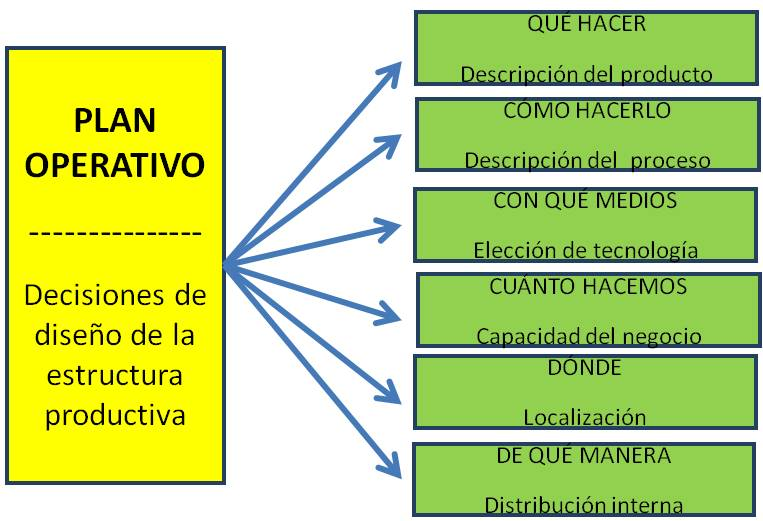 PLAN
OPERATIVO
---------------
Decisiones de
diseño de la
estructura
productiva
QUÉ HACER
Descripción del producto
CÓMO HACERLO
Descripción del  proceso
CON QUÉ MEDIOS
Elección de tecnología
CUÁNTO HACEMOS
Capacidad del negocio
DÓNDE
Localización
DE QUÉ MANERA
Distribución interna